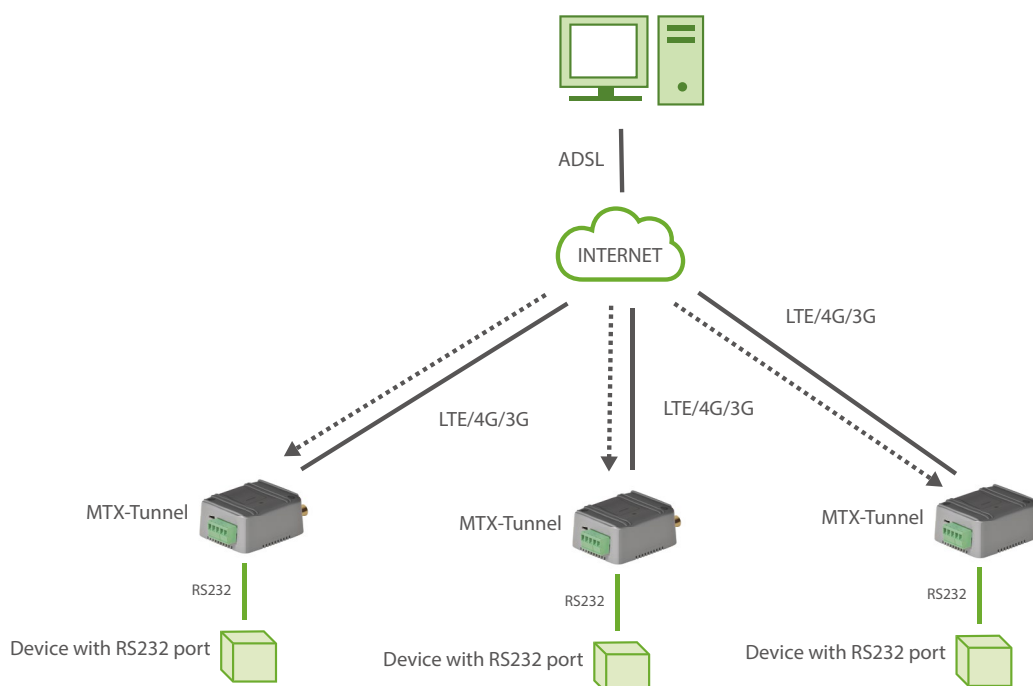 ADSL
INTERNET
LTE/4G/3G
LTE/4G/3G
LTE/4G/3G
MTX-Tunnel
MTX-Tunnel
MTX-Tunnel
RS232
RS232
RS232
Device with RS232 port
Device with RS232 port
Device with RS232 port